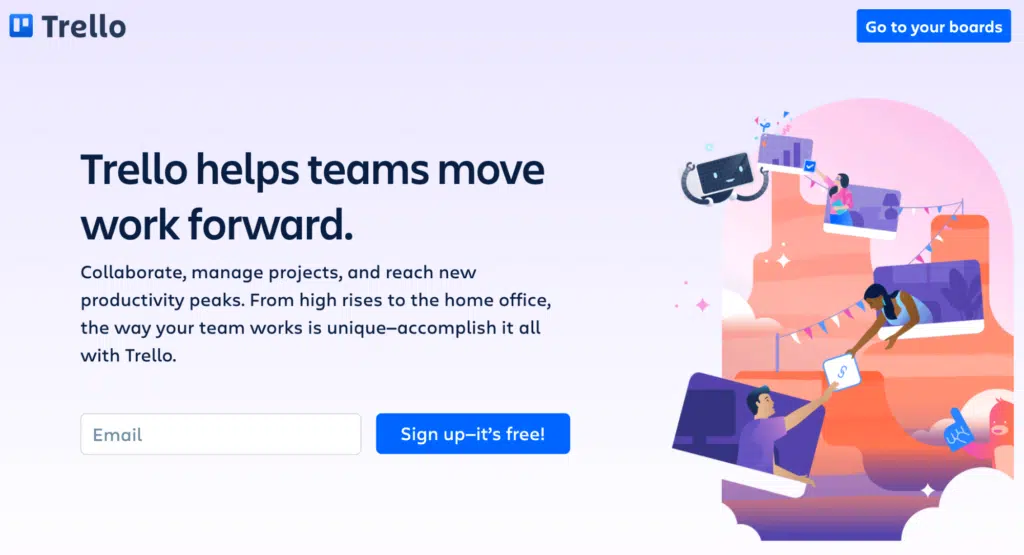 Trello
Go to your boards
Trello helps teams move
work forward.
Collaborate, manage projects, and reach new
productivity peaks. From high rises to the home office,
the way your team works is unique—accomplish it all
with Trello.
Email
Sign up—it’s free!